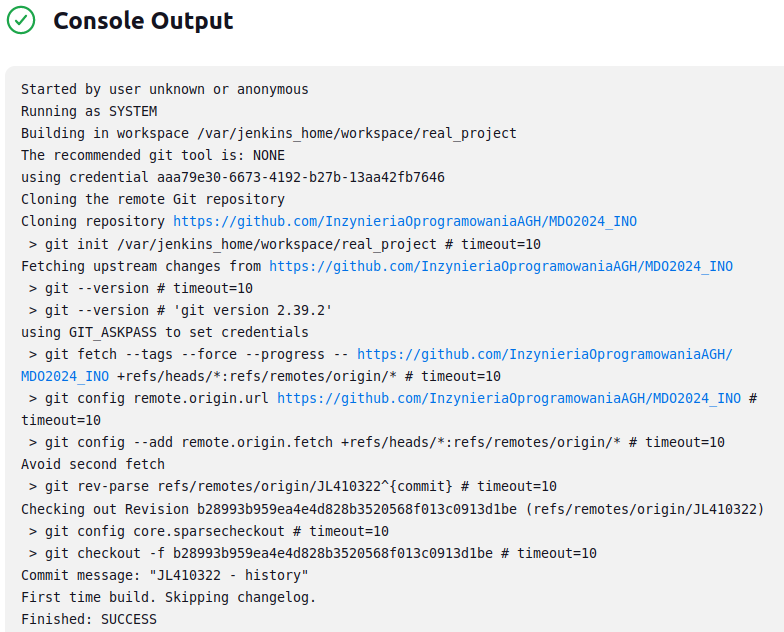 Console Output
Started by user unknown or anonymous
Running as SYSTEM
Building in workspace /var/jenkins_home/workspace/real_project
The recommended git tool is: NONE
using credential aaa79e30-6673-4192-b27b-13aa42fb7646
Cloning the remote Git repository
Cloning repository https://github.com/InzynieriaOprogramowaniaAGH/MDO2024_INO
 > git init /var/jenkins_home/workspace/real_project # timeout=10
Fetching upstream changes from https://github.com/InzynieriaOprogramowaniaAGH/MDO2024_INO
 > git --version # timeout=10
 > git --version # 'git version 2.39.2'
using GIT_ASKPASS to set credentials
 > git fetch --tags --force --progress -- https://github.com/InzynieriaOprogramowaniaAGH/
MDO2024_INO +refs/heads/*:refs/remotes/origin/* # timeout=10
 > git config remote.origin.url https://github.com/InzynieriaOprogramowaniaAGH/MDO2024_INO #
timeout=10
 > git config --add remote.origin.fetch +refs/heads/*:refs/remotes/origin/* # timeout=10
Avoid second fetch
 > git rev-parse refs/remotes/origin/JL410322^{commit} # timeout=10
Checking out Revision b28993b959ea4e4d828b3520568f013c0913d1be (refs/remotes/origin/JL410322)
 > git config core.sparsecheckout # timeout=10
 > git checkout -f b28993b959ea4e4d828b3520568f013c0913d1be # timeout=10
Commit message: "JL410322 - history"
First time build. Skipping changelog.
Finished: SUCCESS